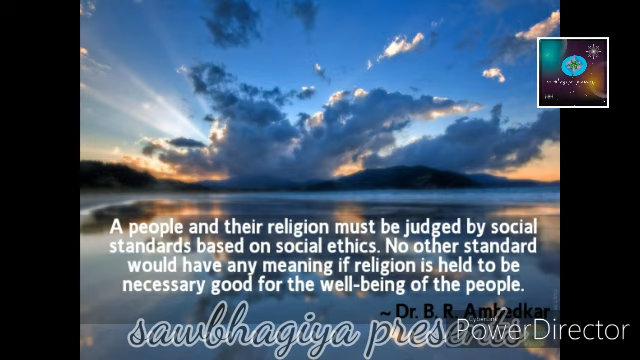 A people and their religion must be judged by social
standards based on social ethics. No other standard
would have any meaning if religion is held to be
necessary good for the well-being of the people.
~ Dr. B. R. Ambedkar
sawbhagiya presents
CyberLink
PowerDirector